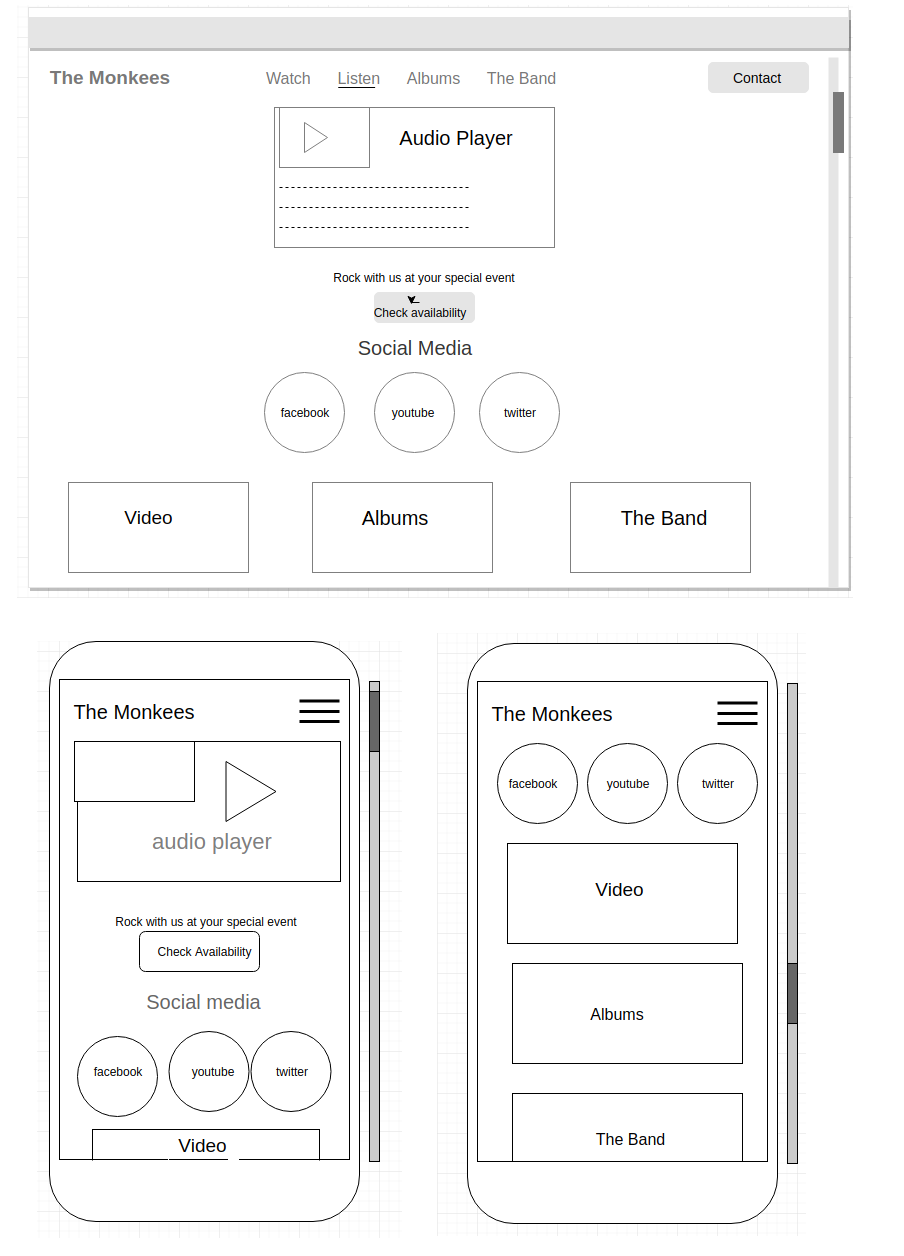 The Monkees Watch Listen Albums The Band Contact
Audio Player
Rock with us at your special event
Check availability
Social Media
facebook youtube twitter
Video Albums The Band
The Monkees
audio player
Rock with us at your special event
Check Availability
Social media
facebook youtube twitter
Video
The Monkees
facebook youtube twitter
Video
Albums
The Band